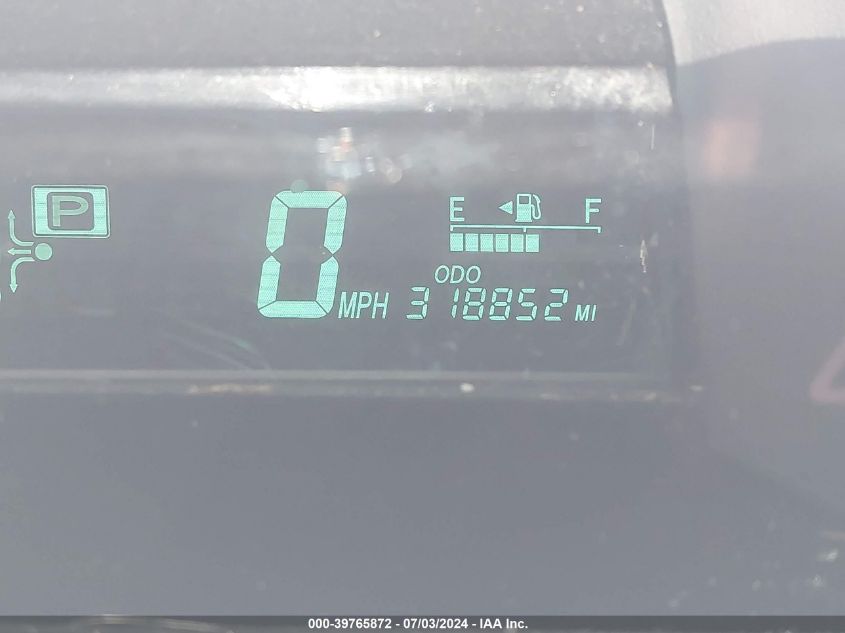 P
0 MPH
E F
ODO
318852 MI
000-39765872 - 07/03/2024 - IAA Inc.